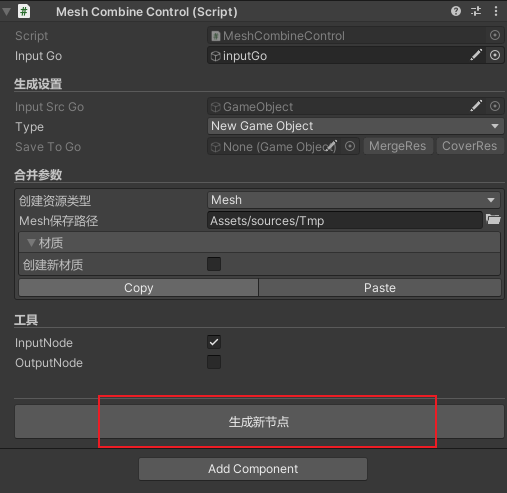 # Mesh Combine Control (Script)
Script MeshCombineControl
Input Go inputGo
生成设置
Input Src Go GameObject
Type New Game Object
Save To Go None (Game Object) MergeRes CoverRes
合并参数
创建资源类型 Mesh
Mesh保存路径 Assets/sources/Tmp
材质
创建新材质
Copy Paste
工具
InputNode
OutputNode
生成新节点
Add Component